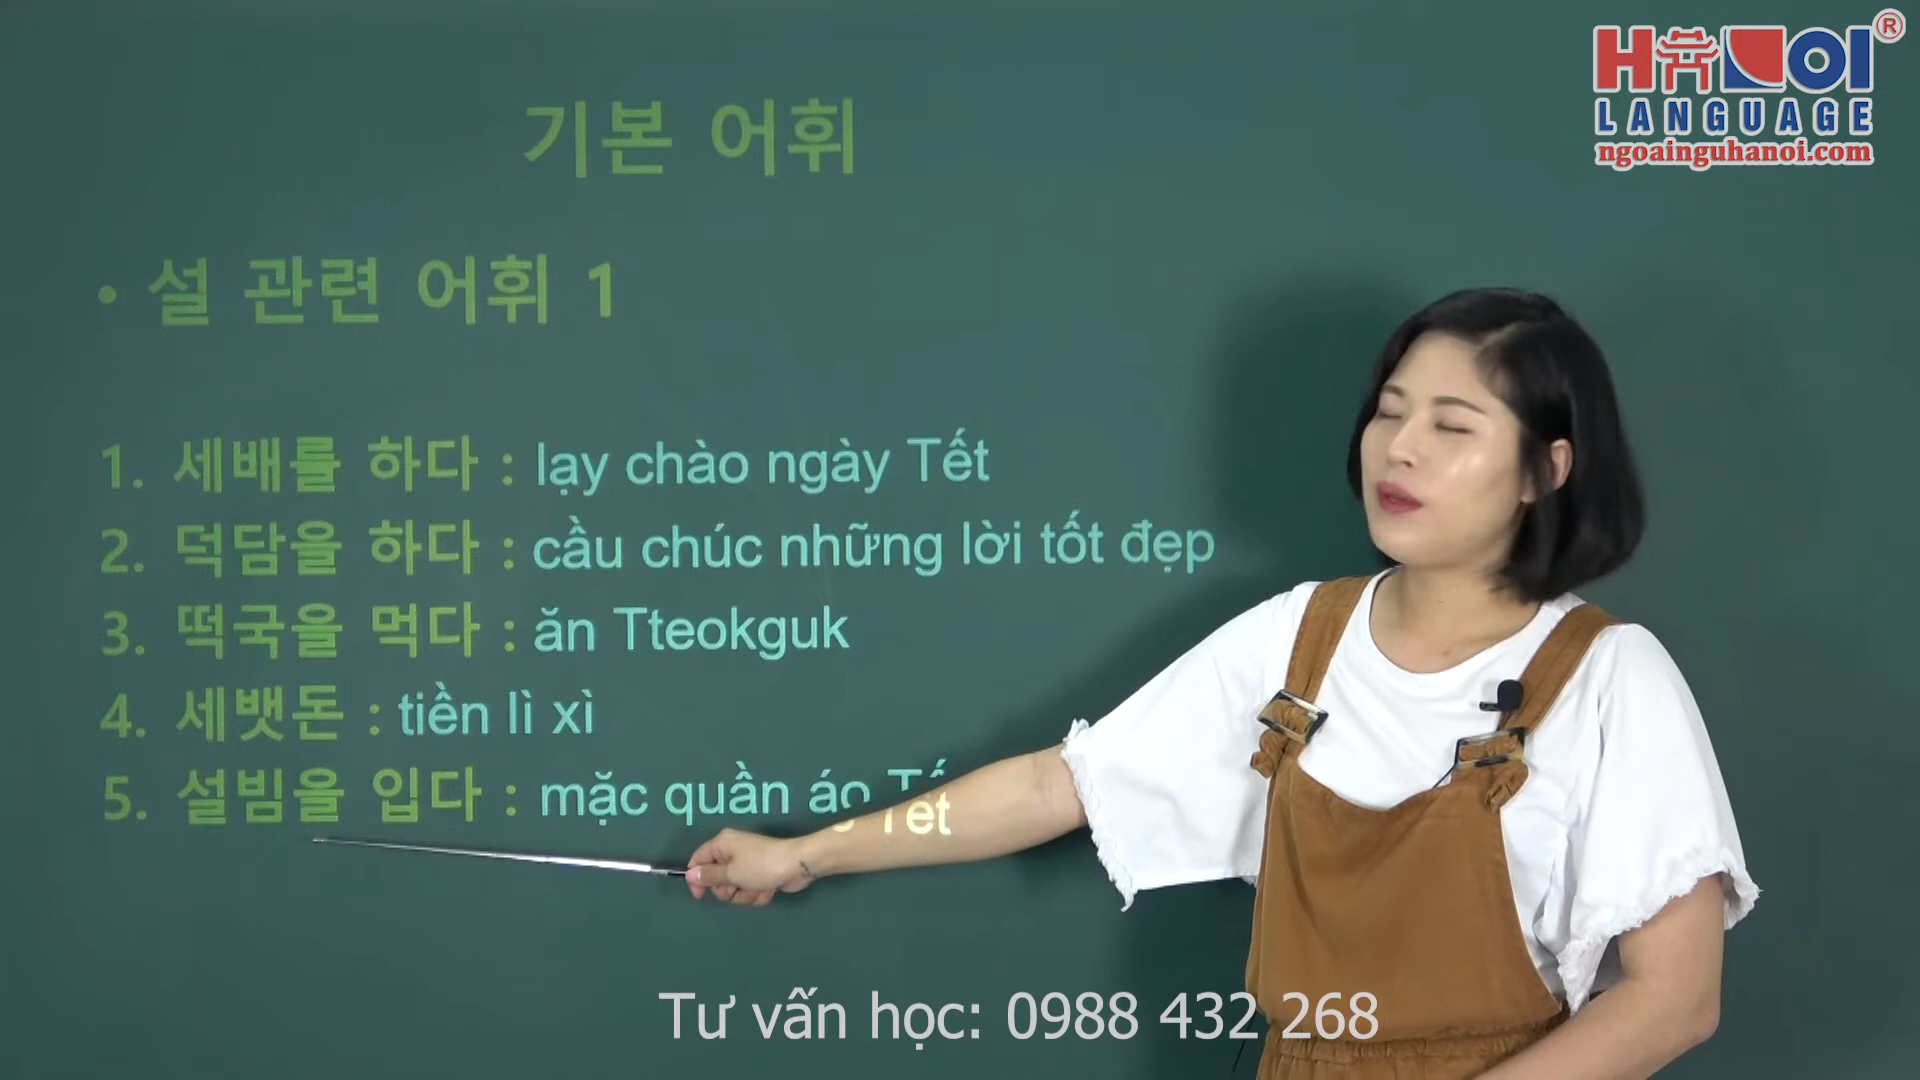 HANOI®
LANGUAGE
ngoainguhanoi.com
기본 어휘
• 설 관련 어휘 1
1. 세배를 하다 : lạy chào ngày Tết
2. 덕담을 하다 : cầu chúc những lời tốt đẹp
3. 떡국을 먹다 : ăn Tteokguk
4. 세뱃돈 : tiền lì xì
5. 설빔을 입다 : mặc quần áo Tết
Tư vấn học: 0988 432 268